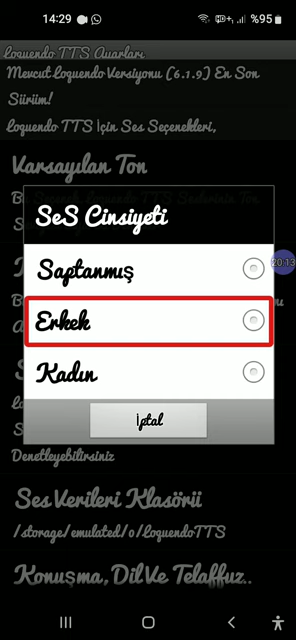 14:29
%95
Loquendo TTS Ayarları
Mevcut Loquendo Versiyonu (6.1.9) En Son
Sürüm!
Loquendo TTS İçin Ses Seçenekleri,
Varsayılan Ton
SeS Cinsiyeti
Saptanmış
20:13
Erkek
Kadın
İptal
Denetleyebilirsiniz
Ses Verileri Klasörü
/storage/emulated/0/LoquendoTTS
Konuşma, Dil Ve Telaffuz..